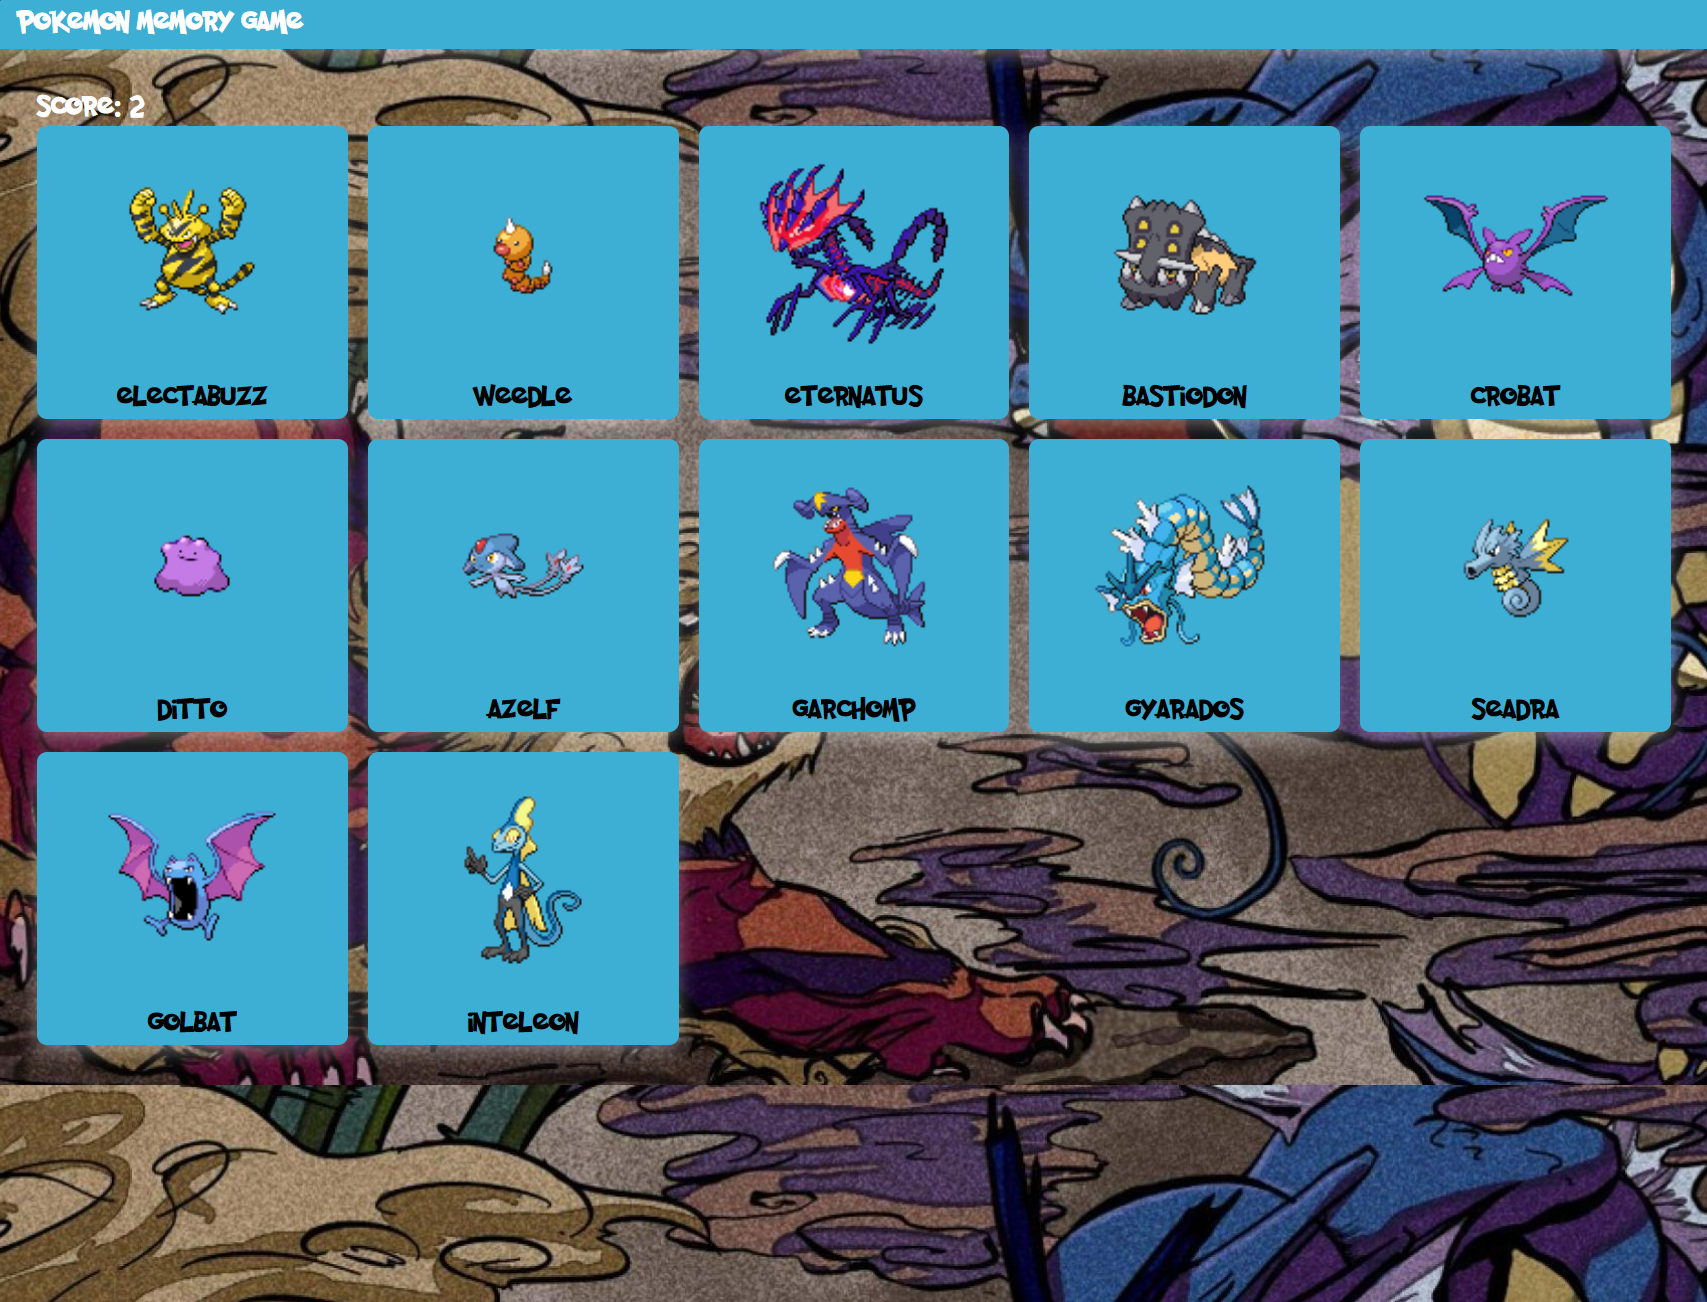 POKEMON MEMORY GAME
SCORE: 2
ELECTABUZZ
WEEDLE
ETERNATUS
BASTIODON
CROBAT
DITTO
AZELF
GARCHOMP
GYARADOS
SEADRA
GOLBAT
INTELEON